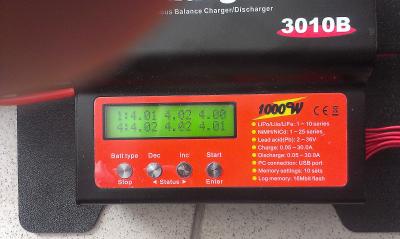 ous Balance Charger/Discharger
3010B
1:4.01 4.02 4.00
4:4.02 4.02 4.01
1000W
CE
LiPo/LiIo/LiFe: 1~10 series
NiMH/NiCd: 1~25 series,
Lead acid(Pb): 2~36V
Charge: 0.05~30.0A
Discharge: 0.05~30.0A
PC connection: USB port
Memory settings: 10 sets
Log memory: 16Mbit flash
Batt type Dec Inc Start
Stop ◄ Status ► Enter